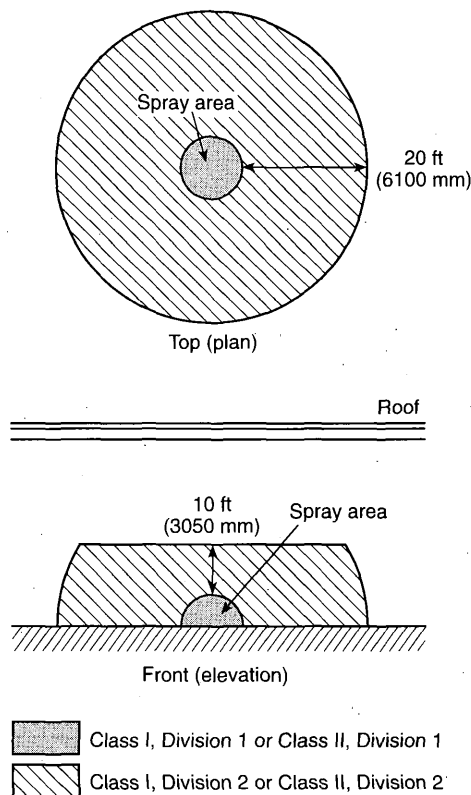 Spray area
20 ft
(6100 mm)
Top (plan)
Roof
10 ft
(3050 mm)
Spray area
Front (elevation)
Class I, Division 1 or Class II, Division 1
Class I, Division 2 or Class II, Division 2